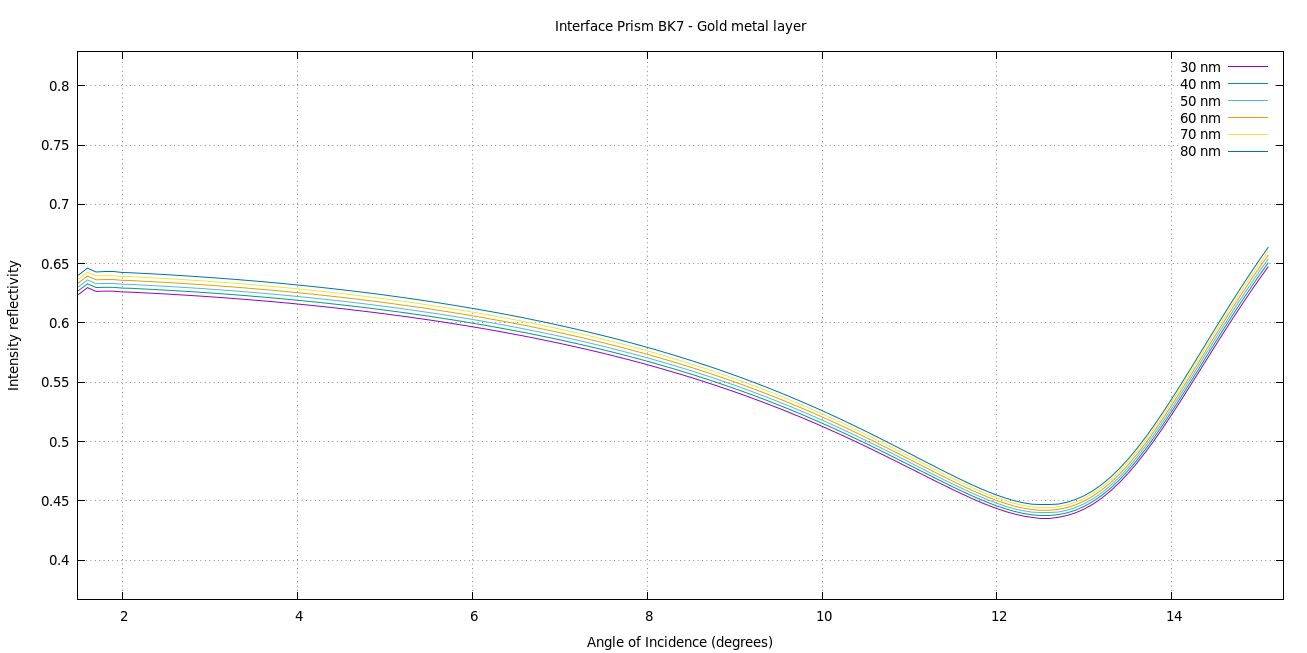 Interface Prism BK7 - Gold metal layer
30 nm
40 nm
50 nm
60 nm
70 nm
80 nm
0.8
0.75
0.7
0.65
0.6
0.55
0.5
0.45
0.4
Intensity reflectivity
2 4 6 8 10 12 14
Angle of Incidence (degrees)